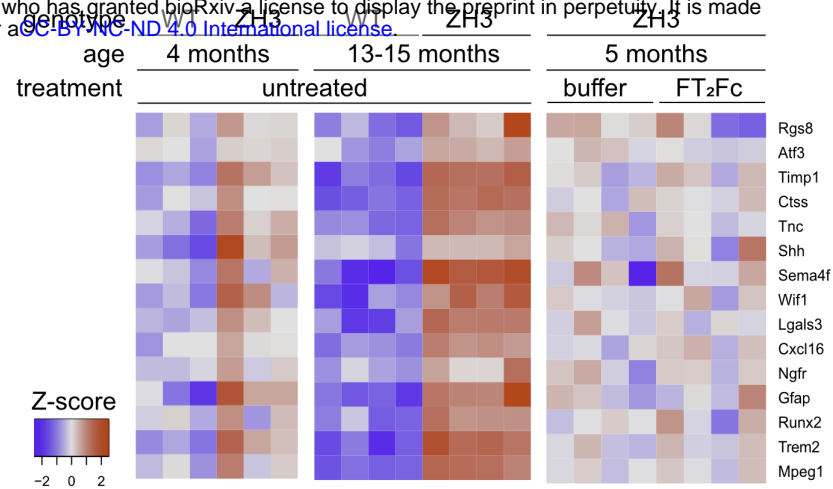 who has granted bioRxiv a license to display the preprint in perpetuity. It is made
genotype WT ZH3 WT ZH3 ZH3
r aCC-BY-NC-ND 4.0 International license.
age 4 months 13-15 months 5 months
treatment untreated buffer FT₂Fc
Rgs8
Atf3
Timp1
Ctss
Tnc
Shh
Sema4f
Wif1
Lgals3
Cxcl16
Ngfr
Gfap
Runx2
Trem2
Mpeg1
Z-score
−2 0 2